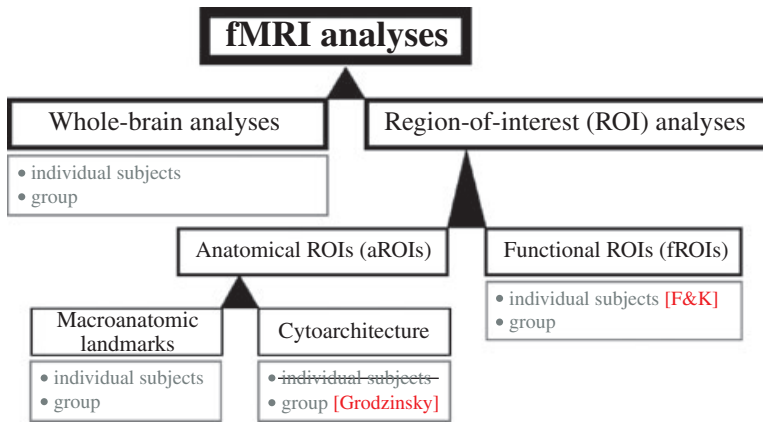 fMRI analyses
Whole-brain analyses
Region-of-interest (ROI) analyses
• individual subjects
• group
Anatomical ROIs (aROIs)
Functional ROIs (fROIs)
• individual subjects [F&K]
• group
Macroanatomic
landmarks
Cytoarchitecture
• individual subjects
• group
• individual subjects
• group [Grodzinsky]